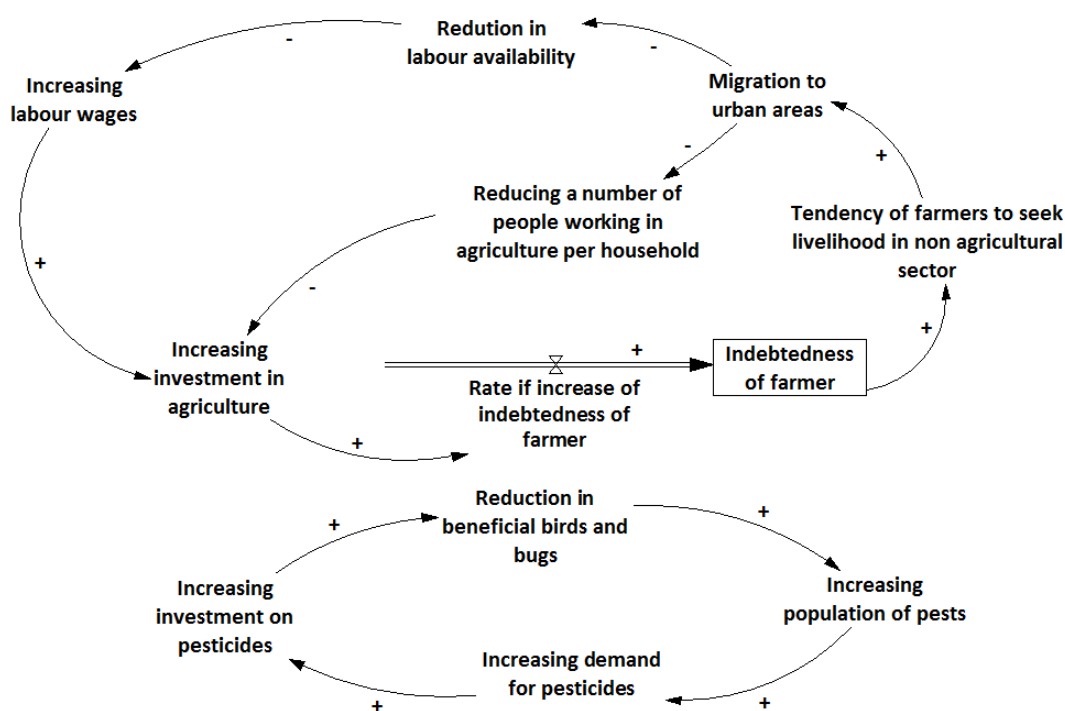 Redution in
labour availability
-
-
Increasing
labour wages
Migration to
urban areas
-
+
Reducing a number of
people working in
agriculture per household
Tendency of farmers to seek
livelihood in non agricultural
sector
+
-
+
Increasing
investment in
agriculture
+
Rate if increase of
indebtedness of
farmer
Indebtedness
of farmer
+
Reduction in
beneficial birds and
bugs
+
+
Increasing
investment on
pesticides
Increasing
population of pests
Increasing demand
for pesticides
+
+